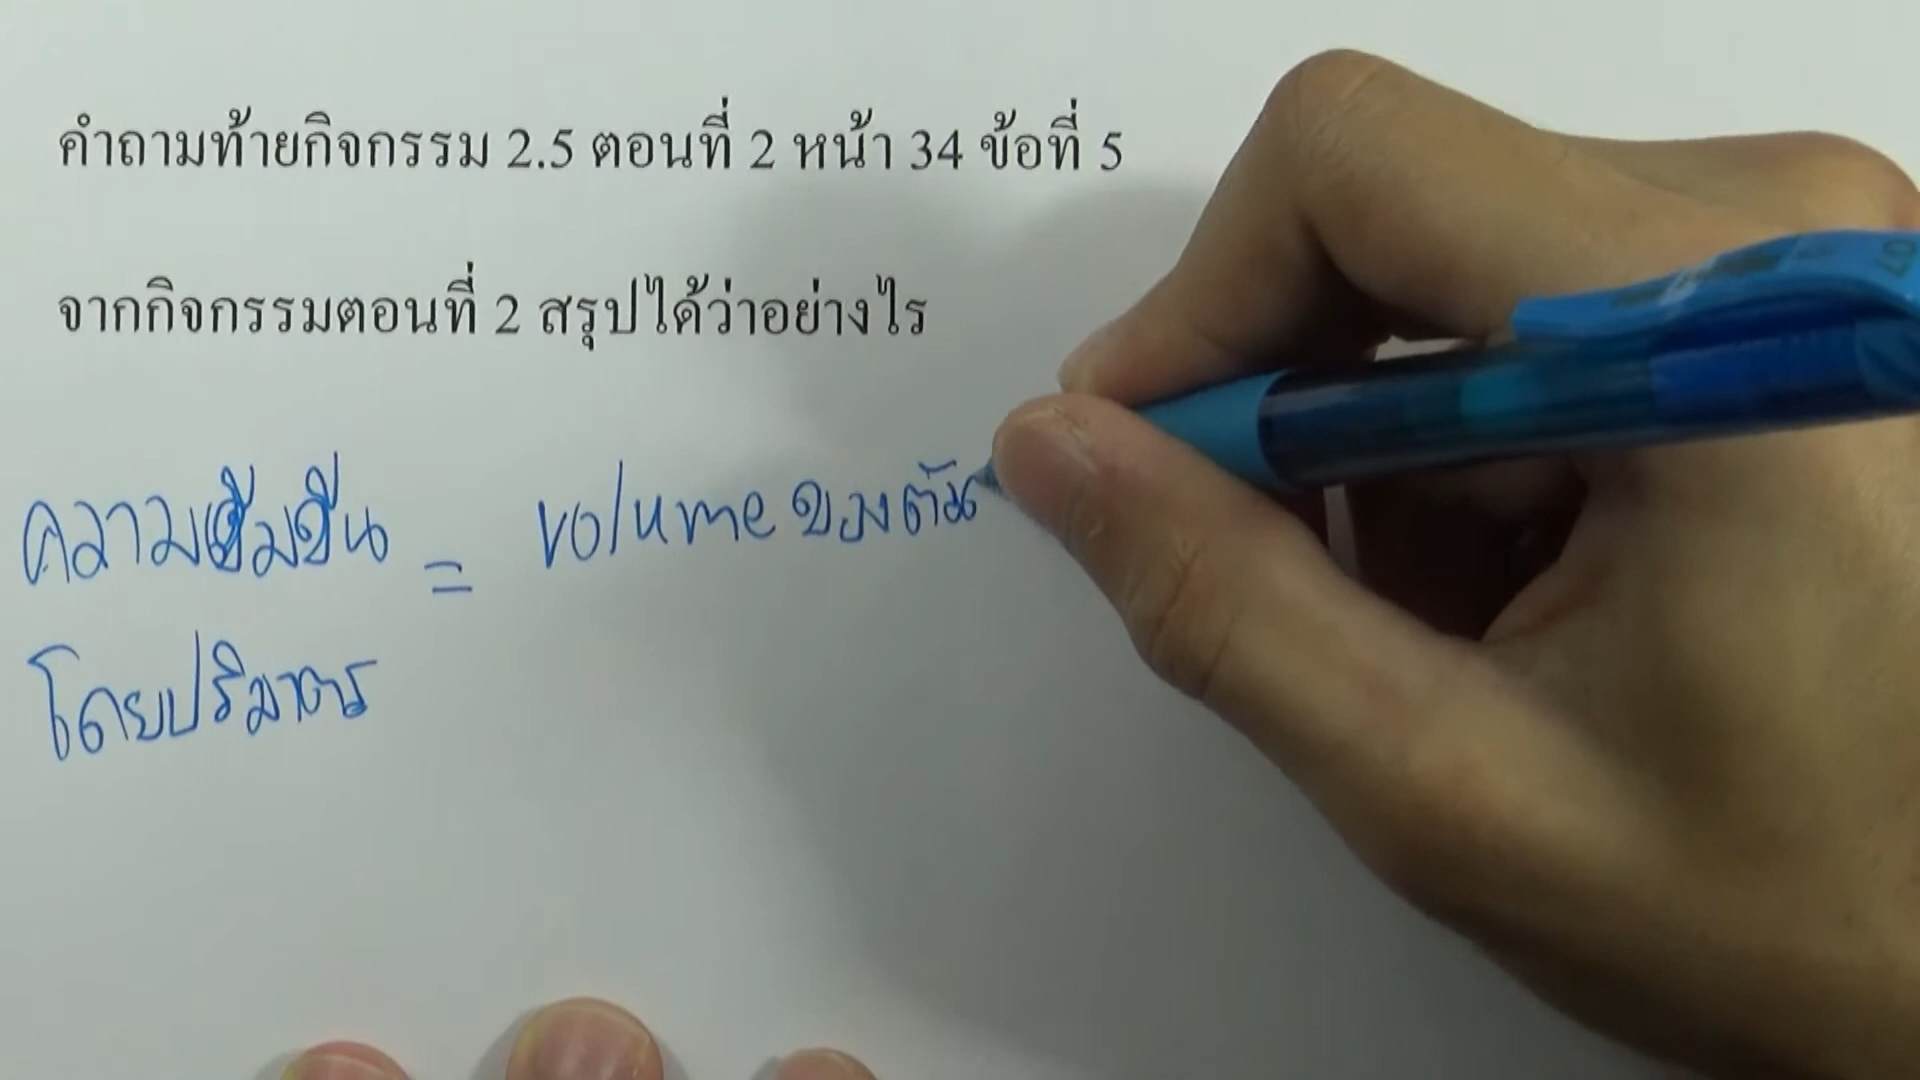 คำถามท้ายกิจกรรม 2.5 ตอนที่ 2 หน้า 34 ข้อที่ 5
จากกิจกรรมตอนที่ 2 สรุปได้ว่าอย่างไร
ความเข้มข้น = volume ของตัว
โดยปริมาตร